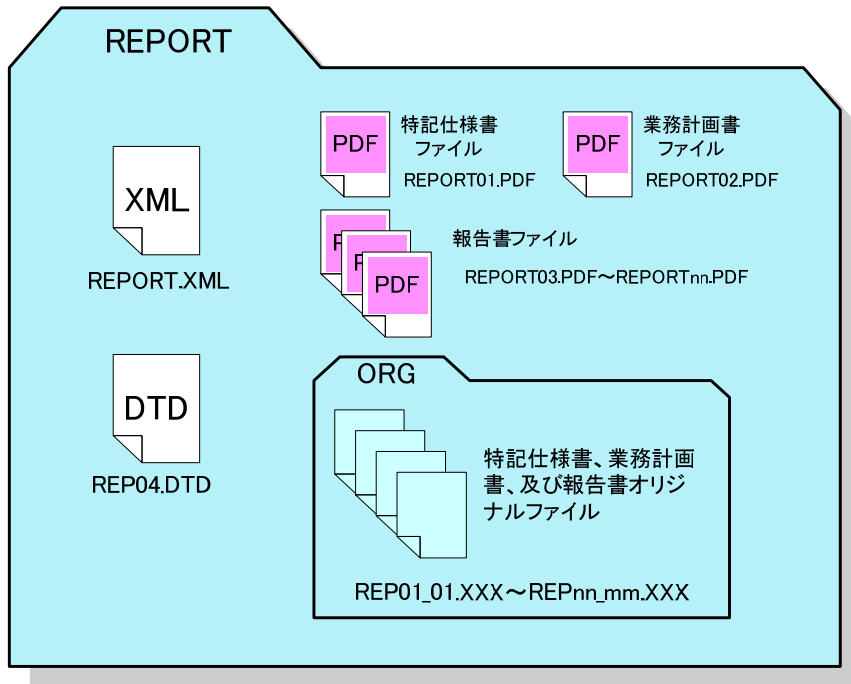 REPORT
XML
REPORT.XML
DTD
REP04.DTD
PDF
特記仕様書
ファイル
REPORT01.PDF
PDF
業務計画書
ファイル
REPORT02.PDF
PDF
報告書ファイル
REPORT03.PDF～REPORTnn.PDF
ORG
特記仕様書、業務計画
書、及び報告書オリジ
ナルファイル
REP01_01.XXX～REPnn_mm.XXX